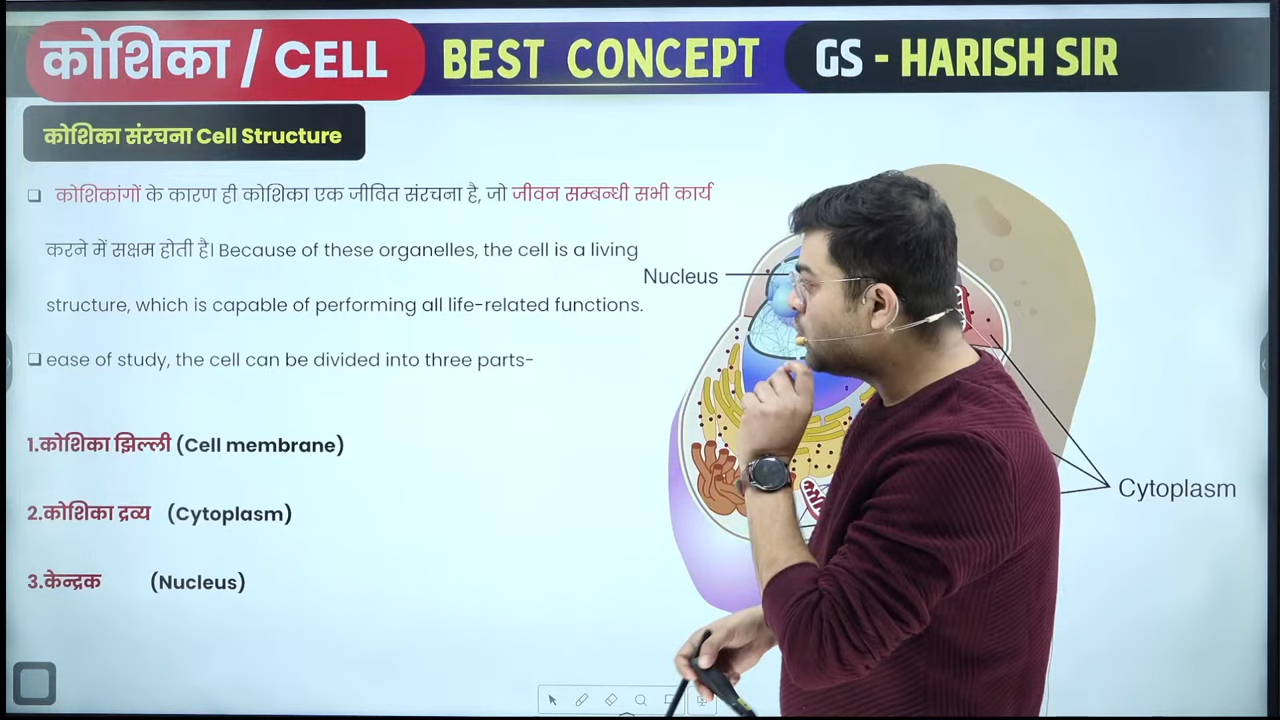 कोशिका / CELL BEST CONCEPT GS - HARISH SIR
कोशिका संरचना Cell Structure
कोशिकांगों के कारण ही कोशिका एक जीवित संरचना है, जो जीवन सम्बन्धी सभी कार्य
करने में सक्षम होती है। Because of these organelles, the cell is a living
structure, which is capable of performing all life-related functions.
ease of study, the cell can be divided into three parts-
1.कोशिका झिल्ली (Cell membrane)
2.कोशिका द्रव्य (Cytoplasm)
3.केन्द्रक (Nucleus)
Nucleus
Cytoplasm